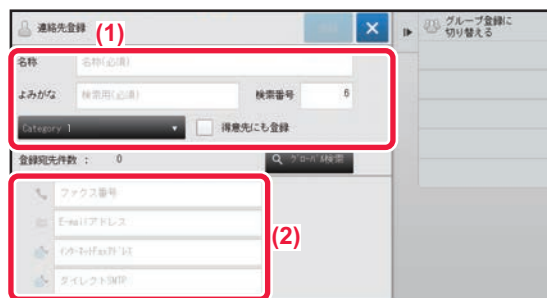 連絡先登録
(1)
登録
グループ登録に
切り替える
名称
名称(必須)
よみがな
検索用(必須)
検索番号
6
Category 1
得意先にも登録
登録宛先件数 : 0
グローバル検索
ファクス番号
E-mailアドレス
インターネットFaxアドレス
ダイレクトSMTP
(2)